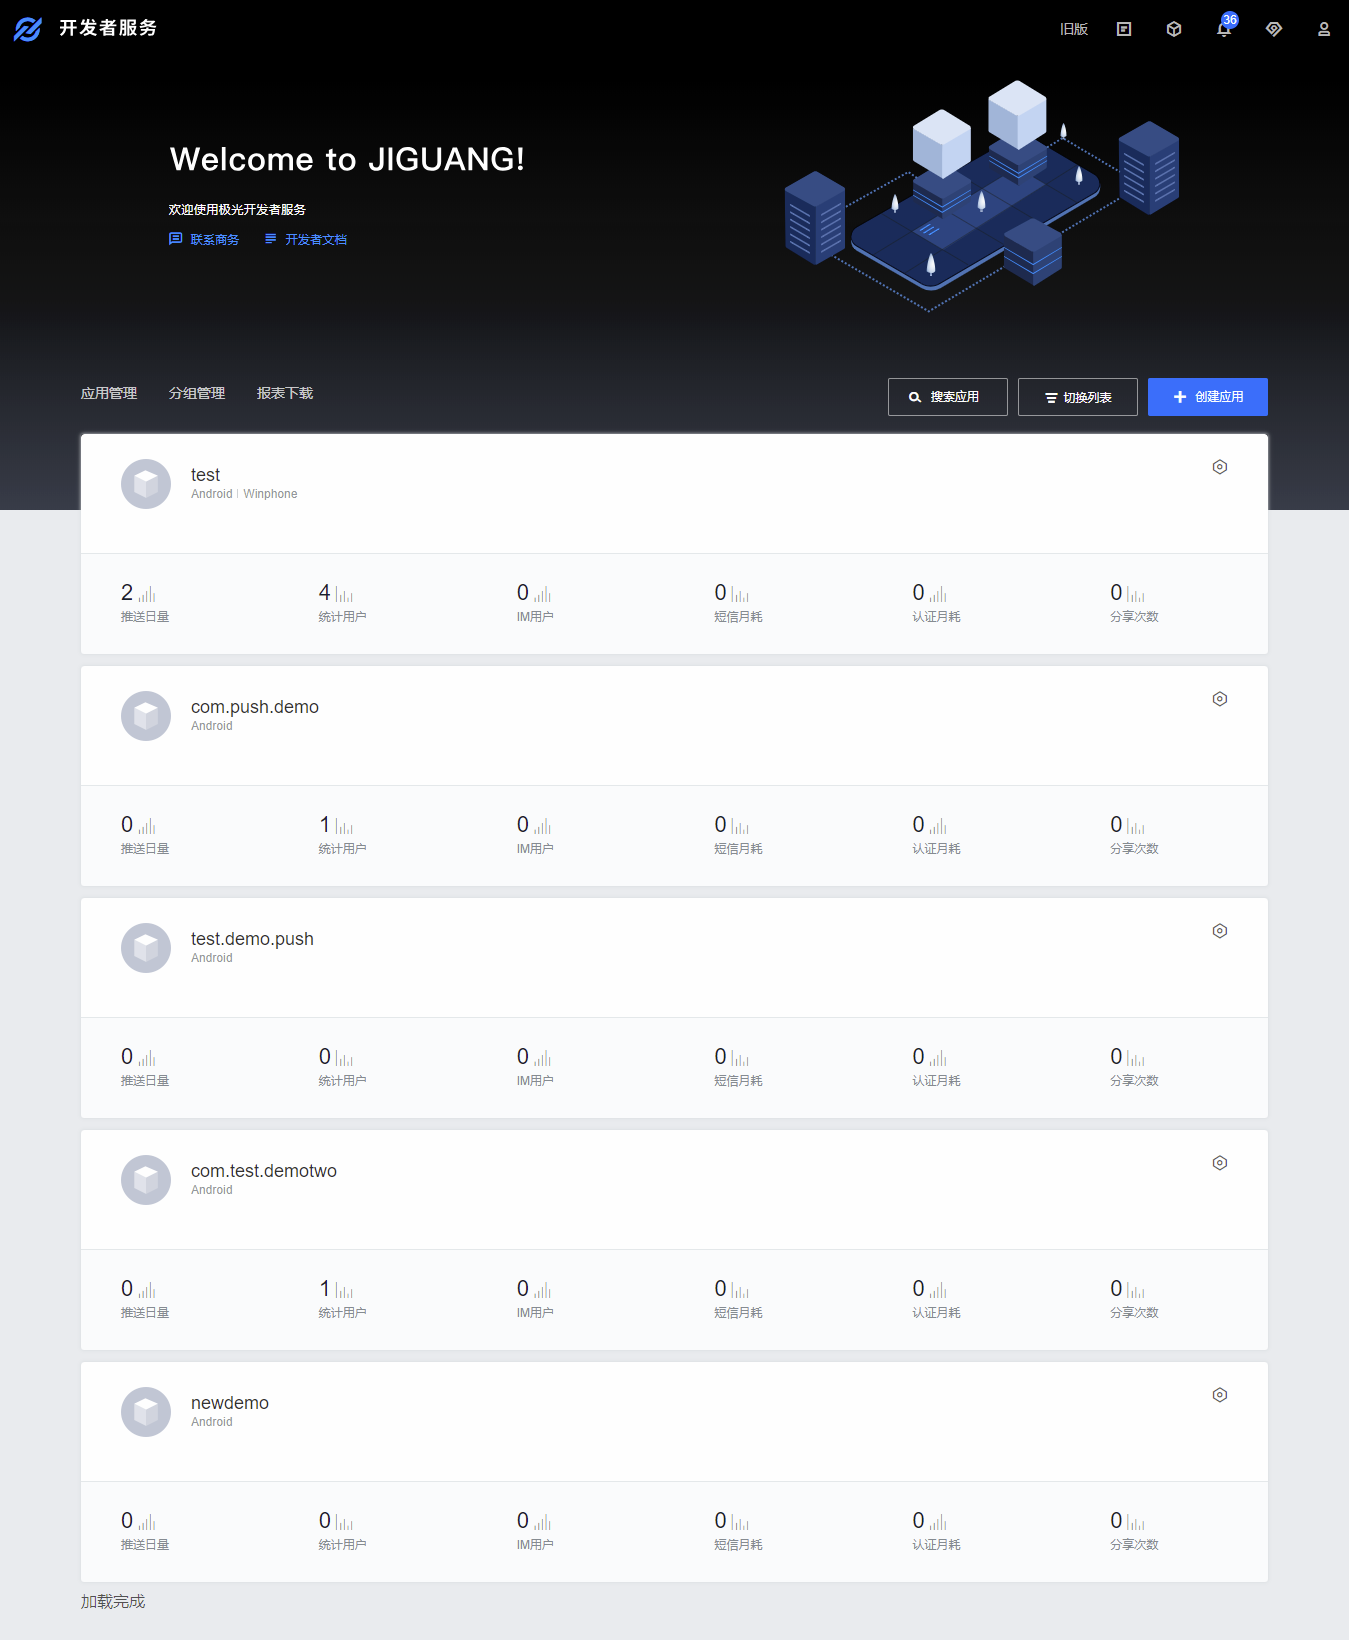 开发者服务
旧版
36
Welcome to JIGUANG!
欢迎使用极光开发者服务
联系商务 开发者文档
应用管理 分组管理 报表下载 搜索应用 切换列表 创建应用
test
Android | Winphone
2 4 0 0 0 0
推送日量 统计用户 IM用户 短信月耗 认证月耗 分享次数
com.push.demo
Android
0 1 0 0 0 0
推送日量 统计用户 IM用户 短信月耗 认证月耗 分享次数
test.demo.push
Android
0 0 0 0 0 0
推送日量 统计用户 IM用户 短信月耗 认证月耗 分享次数
com.test.demotwo
Android
0 1 0 0 0 0
推送日量 统计用户 IM用户 短信月耗 认证月耗 分享次数
newdemo
Android
0 0 0 0 0 0
推送日量 统计用户 IM用户 短信月耗 认证月耗 分享次数
加载完成